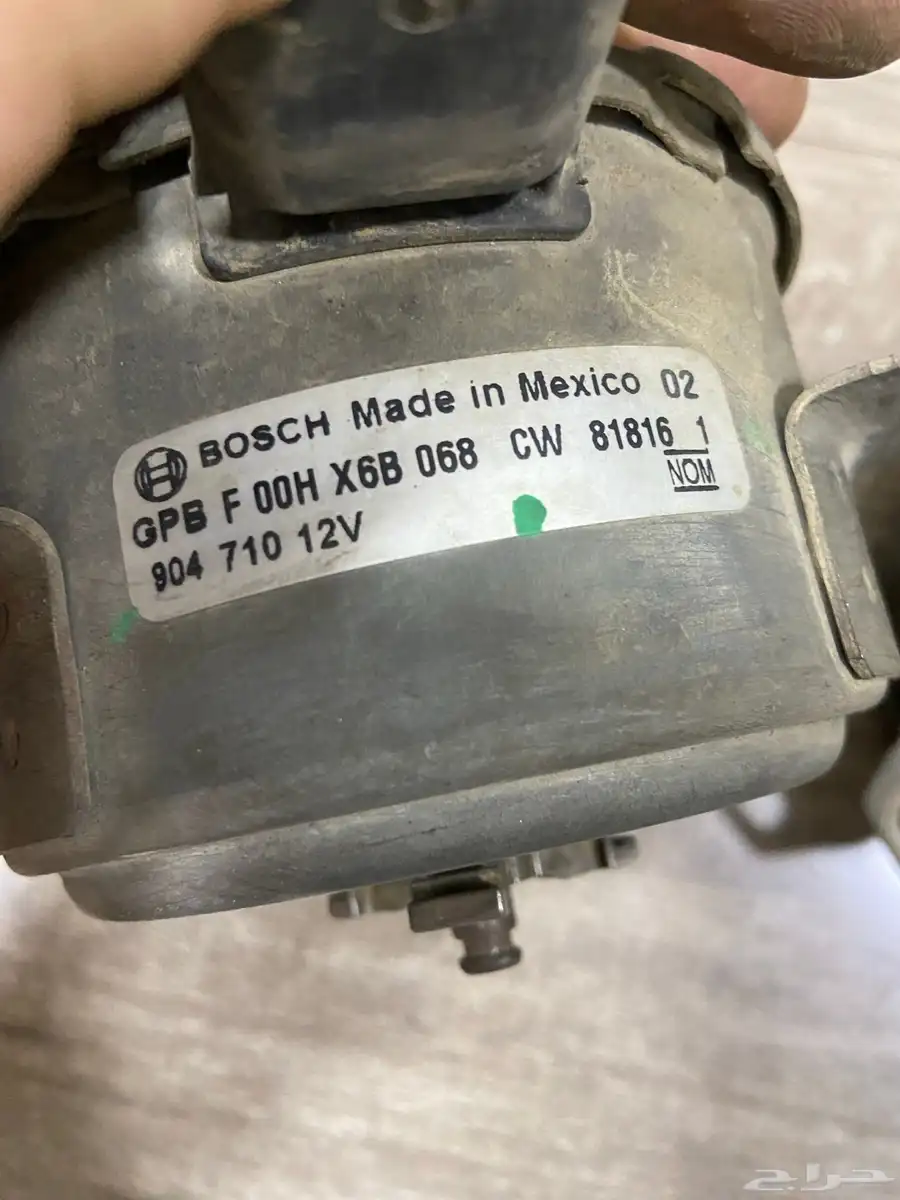 BOSCH Made in Mexico 02
GPB F 00H X6B 068 CW 81816 1
NOM
904 710 12V
حراج